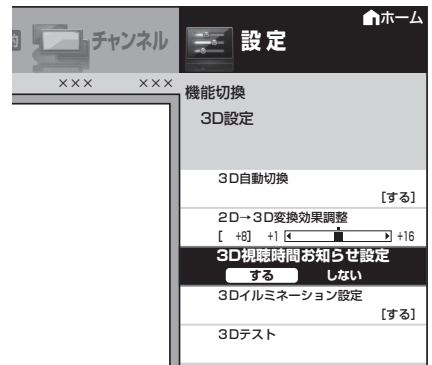 ホーム
チャンネル
設定
××× ×××
機能切換
3D設定
3D自動切換
[する]
2D→3D変換効果調整
[ +8] +1 +16
3D視聴時間お知らせ設定
する しない
3Dイルミネーション設定
[する]
3Dテスト